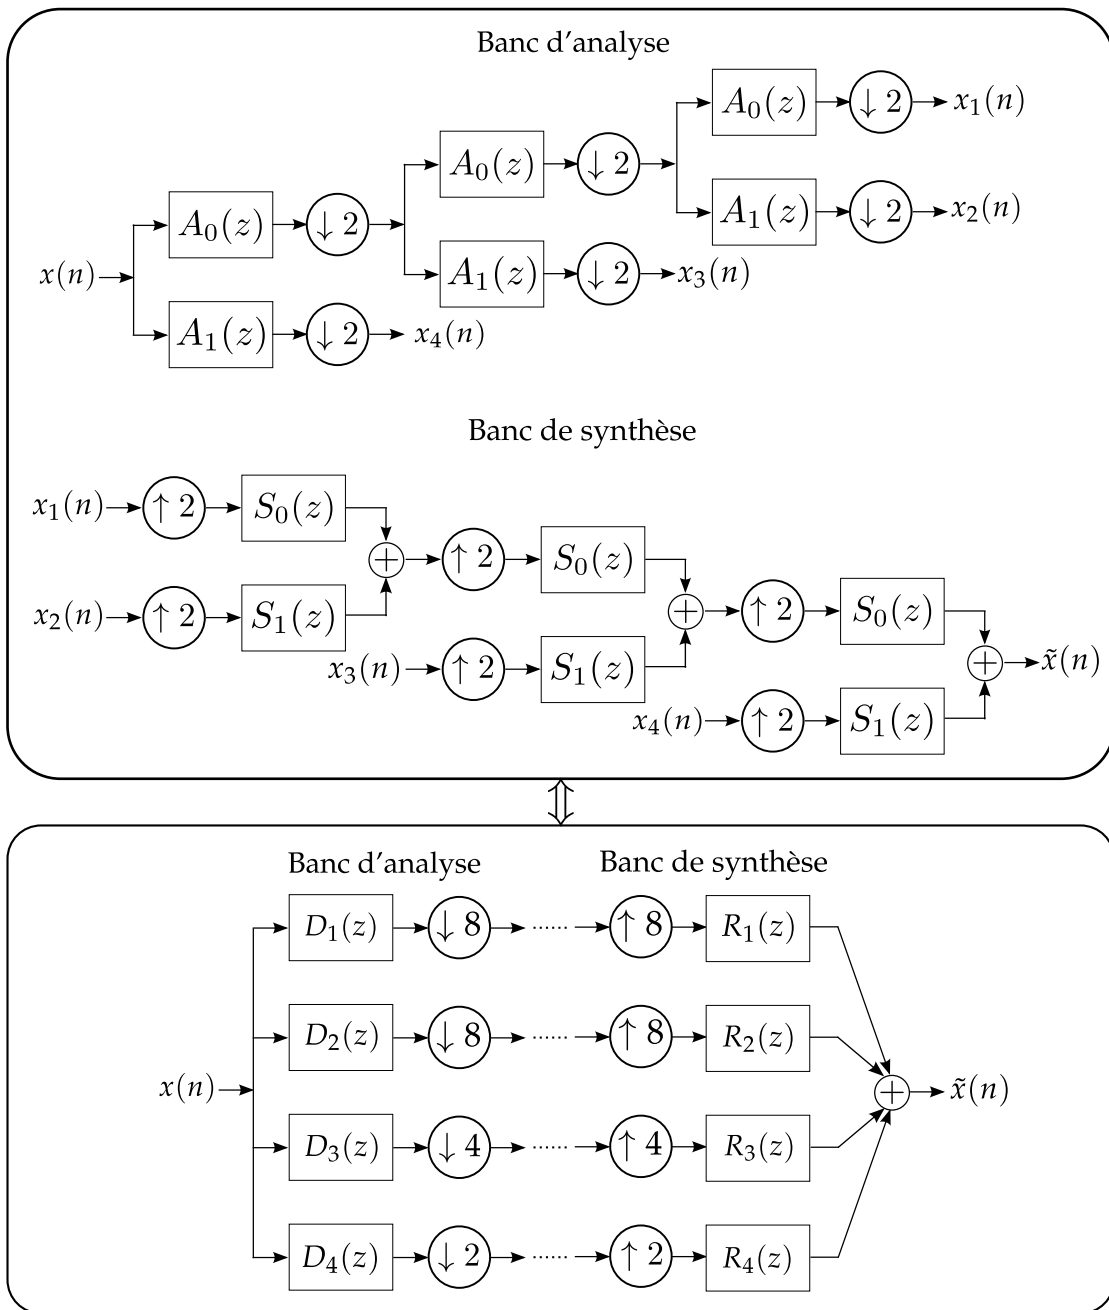 Banc d'analyse
A₀(z) ↓ 2 x₁(n)
A₀(z) ↓ 2
A₁(z) ↓ 2 x₂(n)
A₀(z) ↓ 2
x(n)
A₁(z) ↓ 2 x₃(n)
A₁(z) ↓ 2 x₄(n)
Banc de synthèse
x₁(n) ↑ 2 S₀(z)
+ ↑ 2 S₀(z)
x₂(n) ↑ 2 S₁(z)
+ ↑ 2 S₀(z)
x₃(n) ↑ 2 S₁(z)
+ x̃(n)
x₄(n) ↑ 2 S₁(z)
Banc d'analyse Banc de synthèse
D₁(z) ↓ 8 ...... ↑ 8 R₁(z)
D₂(z) ↓ 8 ...... ↑ 8 R₂(z)
x(n) + x̃(n)
D₃(z) ↓ 4 ...... ↑ 4 R₃(z)
D₄(z) ↓ 2 ...... ↑ 2 R₄(z)